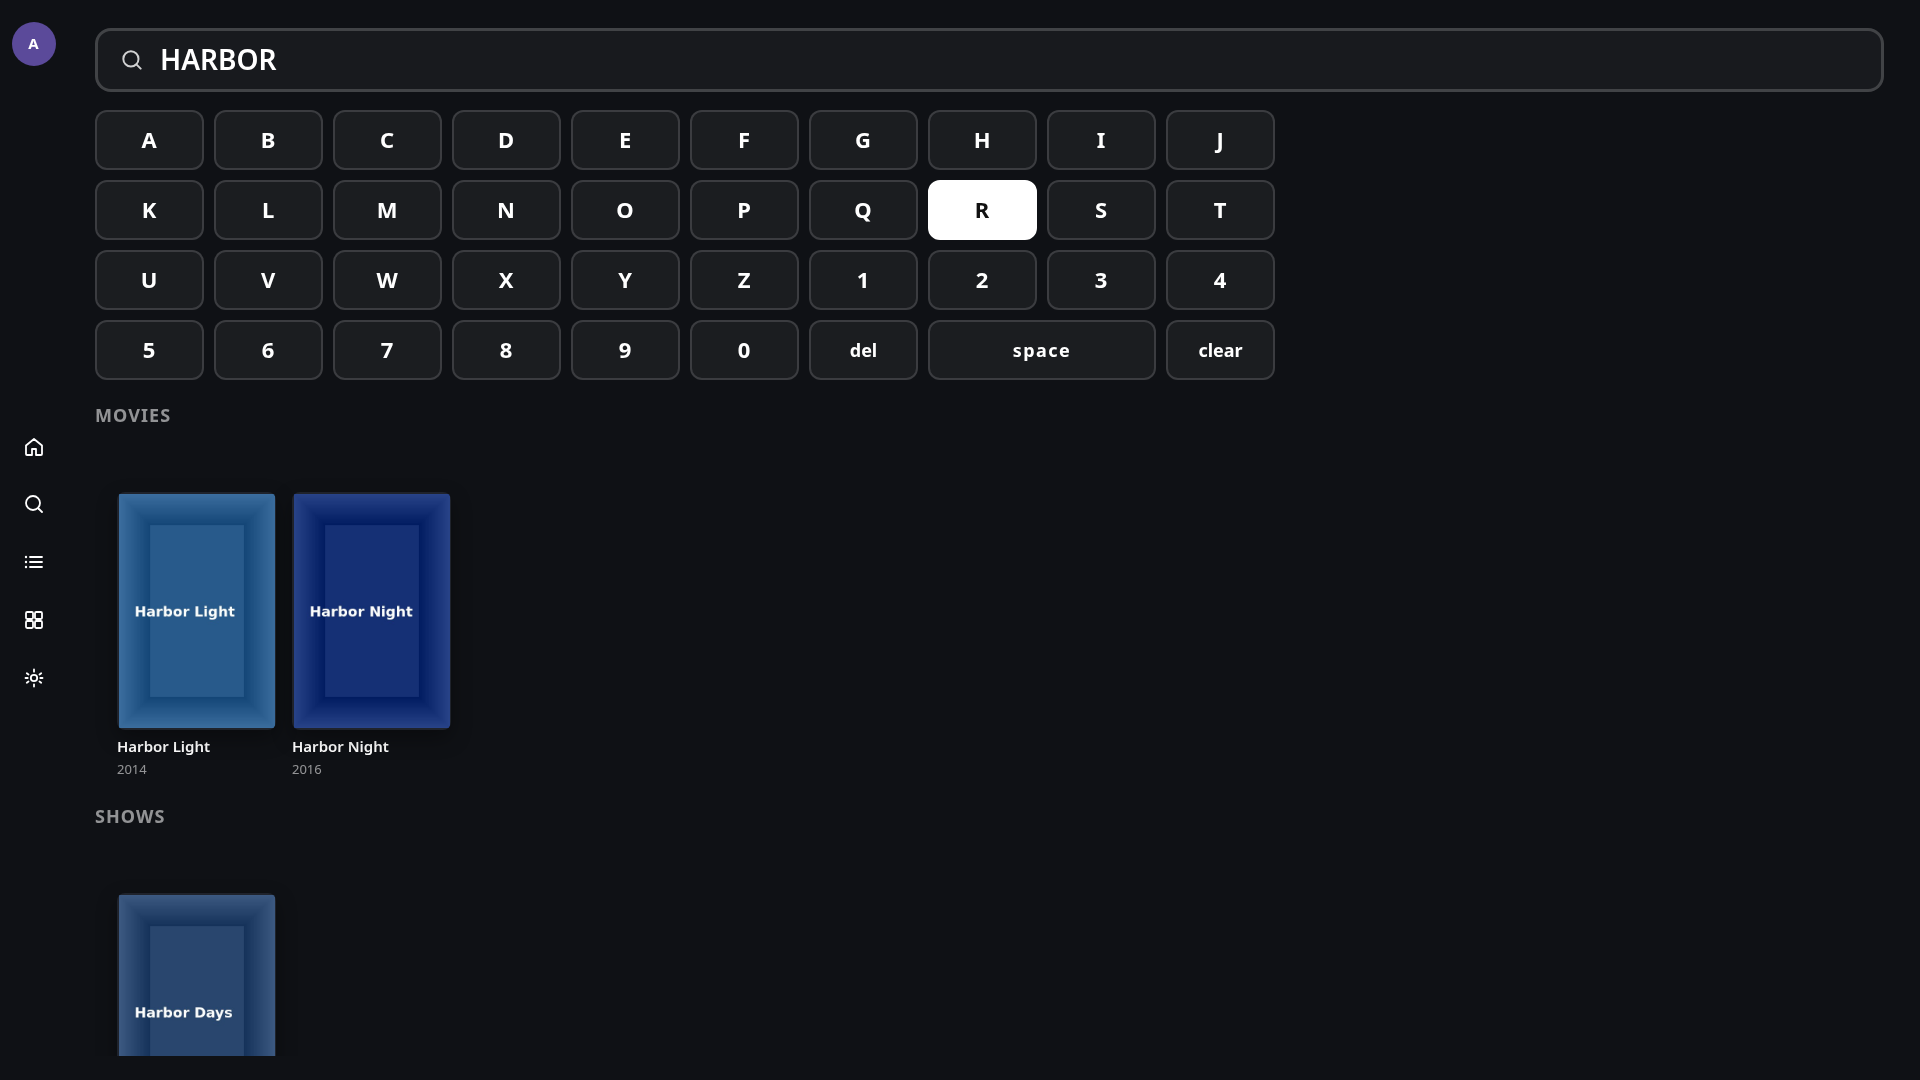 A
HARBOR
A B C D E F G H I J
K L M N O P Q R S T
U V W X Y Z 1 2 3 4
5 6 7 8 9 0 del space clear
MOVIES
Harbor Light
Harbor Night
Harbor Light
2014
Harbor Night
2016
SHOWS
Harbor Days